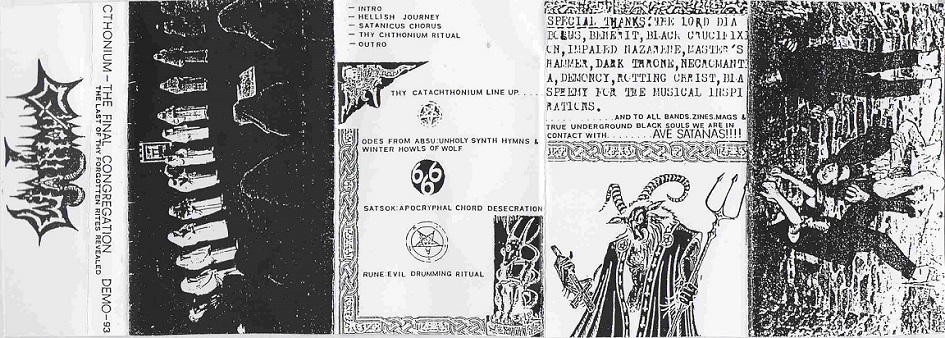 CTHONIUM — THE FINAL CONGREGATION DEMO-93
THE LAST OF THY FORGOTTEN RITES REVEALED
— INTRO
— HELLISH JOURNEY
— SATANICUS CHORUS
— THY CHTHONIUM RITUAL
— OUTRO
THY CATACHTHONIUM LINE UP.....
ODES FROM ABSU:UNHOLY SYNTH HYMNS &
WINTER HOWLS OF WOLF
666
SATSOK:APOCRYPHAL CHORD DESECRATION
RUNE:EVIL DRUMMING RITUAL
SPECIAL THANKS:THE LORD DIA
BOLUS, BEHERIT, BLACK CRUCIFIXI
ON, IMPALED NAZARENE, MASTER'S
HAMMER, DARK THRONE, NECROMANTI
A, DEMONCY, ROTTING CHRIST, BLA
SPHEMY FOR THE MUSICAL INSPI
RATIONS.
...........AND TO ALL BANDS.ZINES.MAGS &
TRUE UNDERGROUND BLACK SOULS WE ARE IN
CONTACT WITH........... AVE SATANAS!!!!